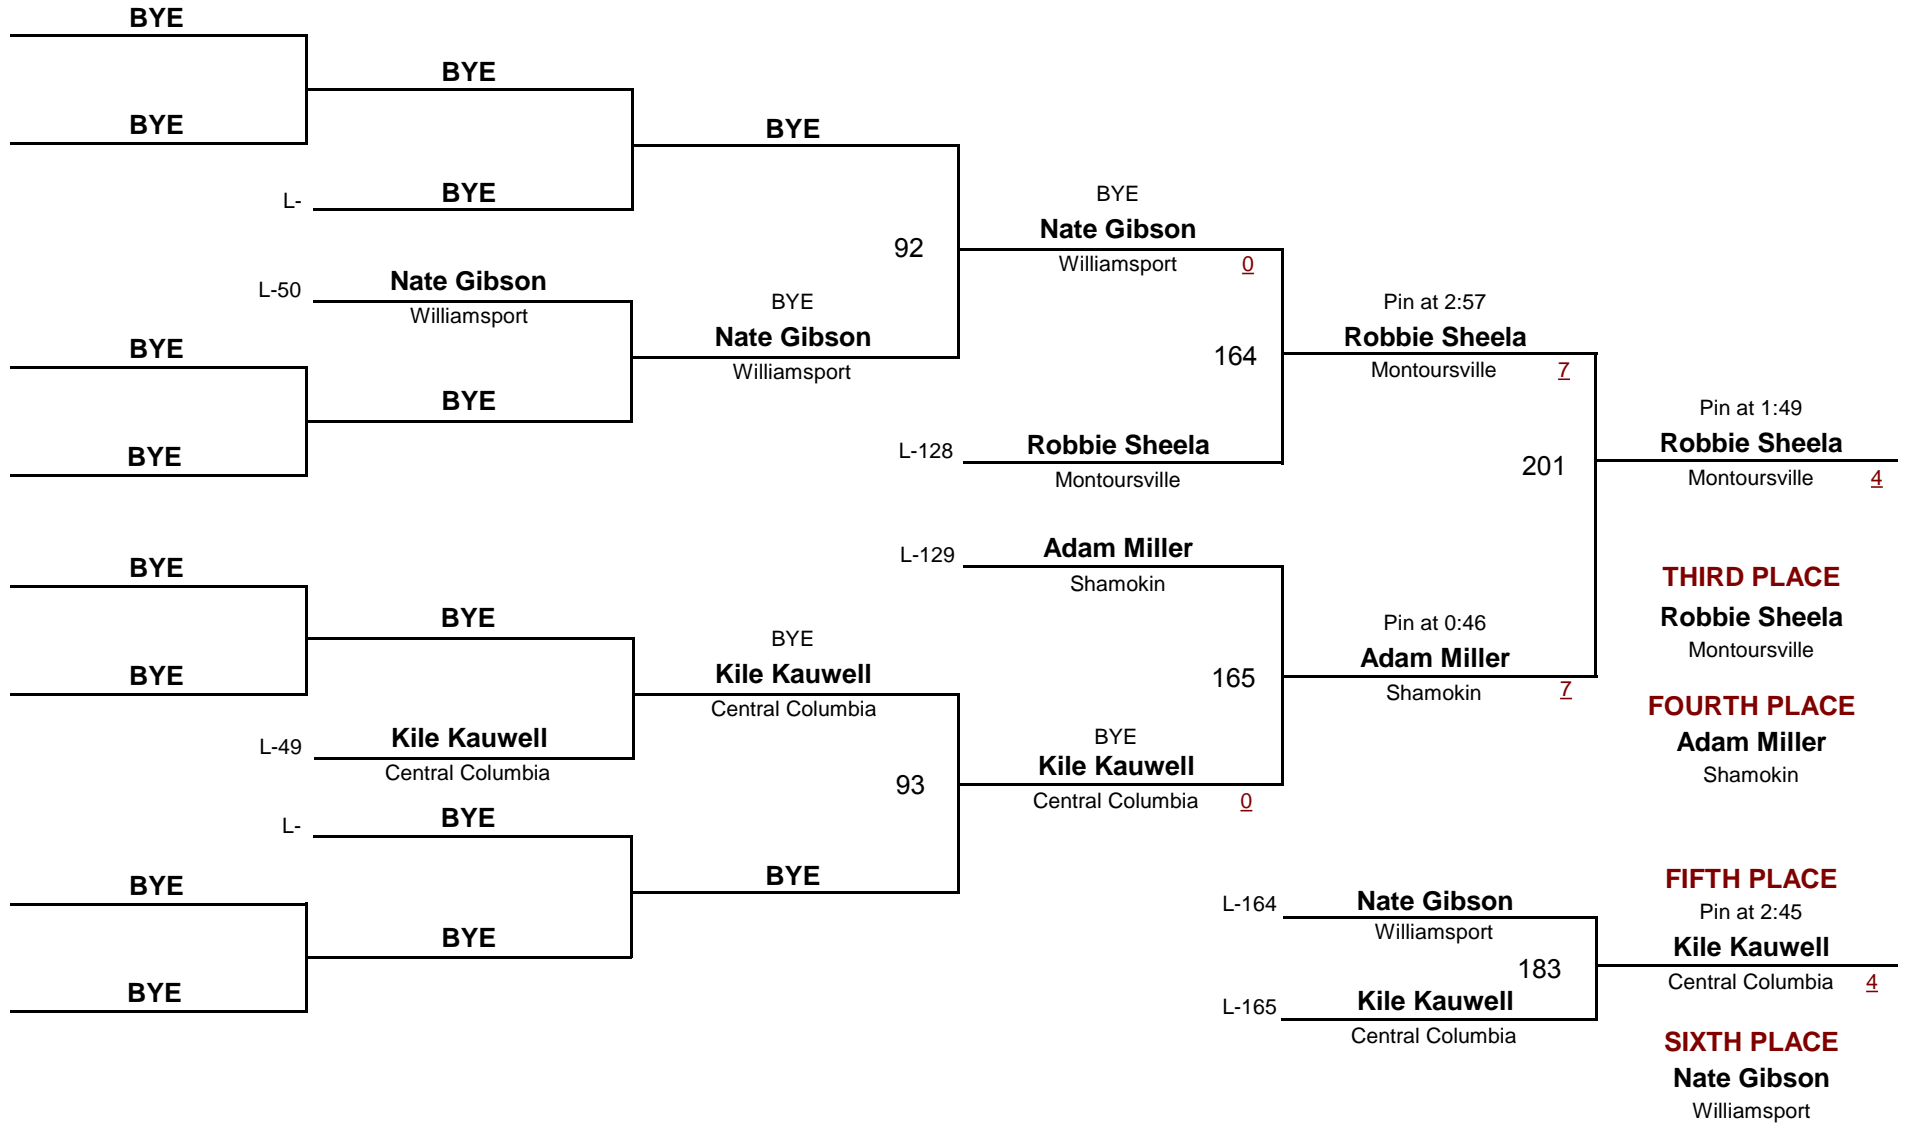 BYE
BYE
BYE
L-
BYE
BYE
L-50
Nate Gibson
Williamsport
BYE
BYE
BYE
BYE
Nate Gibson
Williamsport
92
BYE
Nate Gibson
Williamsport
0
L-128
Robbie Sheela
Montoursville
164
Pin at 2:57
Robbie Sheela
Montoursville
7
201
Pin at 1:49
Robbie Sheela
Montoursville
4
BYE
BYE
BYE
L-49
Kile Kauwell
Central Columbia
BYE
Kile Kauwell
Central Columbia
L-
BYE
BYE
BYE
BYE
BYE
93
L-129
Adam Miller
Shamokin
BYE
Kile Kauwell
Central Columbia
0
165
Pin at 0:46
Adam Miller
Shamokin
7
THIRD PLACE
Robbie Sheela
Montoursville
FOURTH PLACE
Adam Miller
Shamokin
L-164
Nate Gibson
Williamsport
183
L-165
Kile Kauwell
Central Columbia
FIFTH PLACE
Pin at 2:45
Kile Kauwell
Central Columbia
4
SIXTH PLACE
Nate Gibson
Williamsport